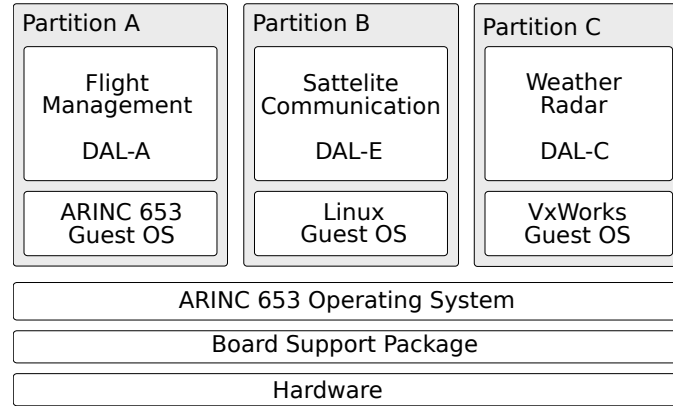 Partition A
Flight
Management
DAL-A
ARINC 653
Guest OS
Partition B
Sattelite
Communication
DAL-E
Linux
Guest OS
Partition C
Weather
Radar
DAL-C
VxWorks
Guest OS
ARINC 653 Operating System
Board Support Package
Hardware